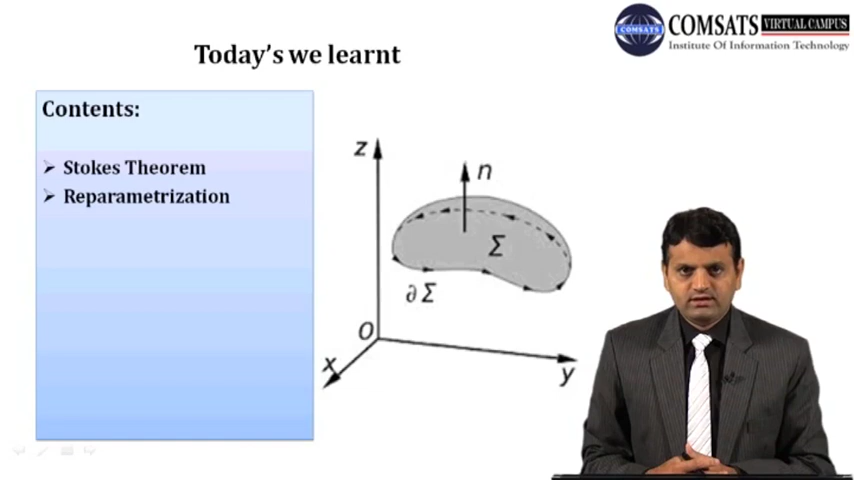 COMSATS VIRTUAL CAMPUS
COMSATS
Institute Of Information Technology
Today's we learnt
Contents:
➢ Stokes Theorem
➢ Reparametrization
z
n
Σ
∂Σ
O
x
y